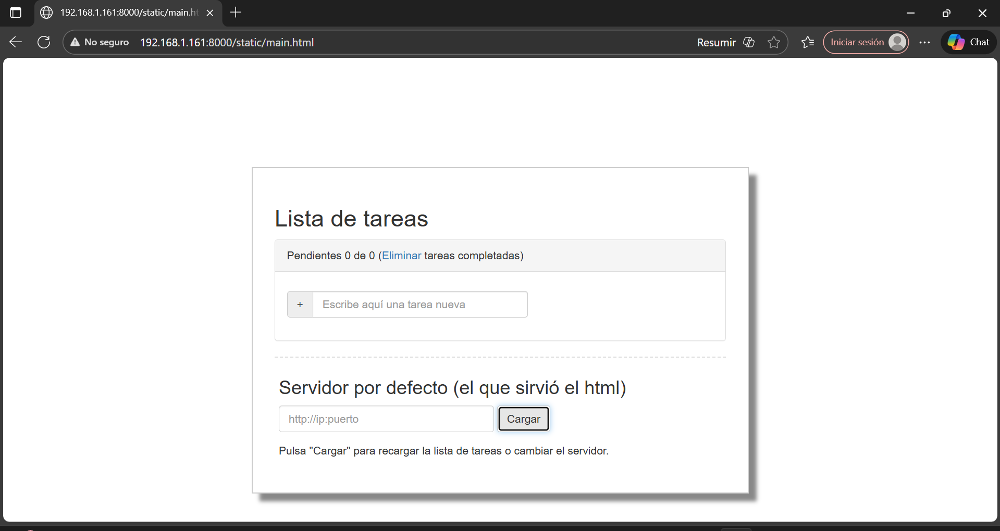 192.168.1.161:8000/static/main.ht
No seguro 192.168.1.161:8000/static/main.html Resumir Iniciar sesión Chat
Lista de tareas
Pendientes 0 de 0 (Eliminar tareas completadas)
+ Escribe aquí una tarea nueva
Servidor por defecto (el que sirvió el html)
http://ip:puerto Cargar
Pulsa "Cargar" para recargar la lista de tareas o cambiar el servidor.